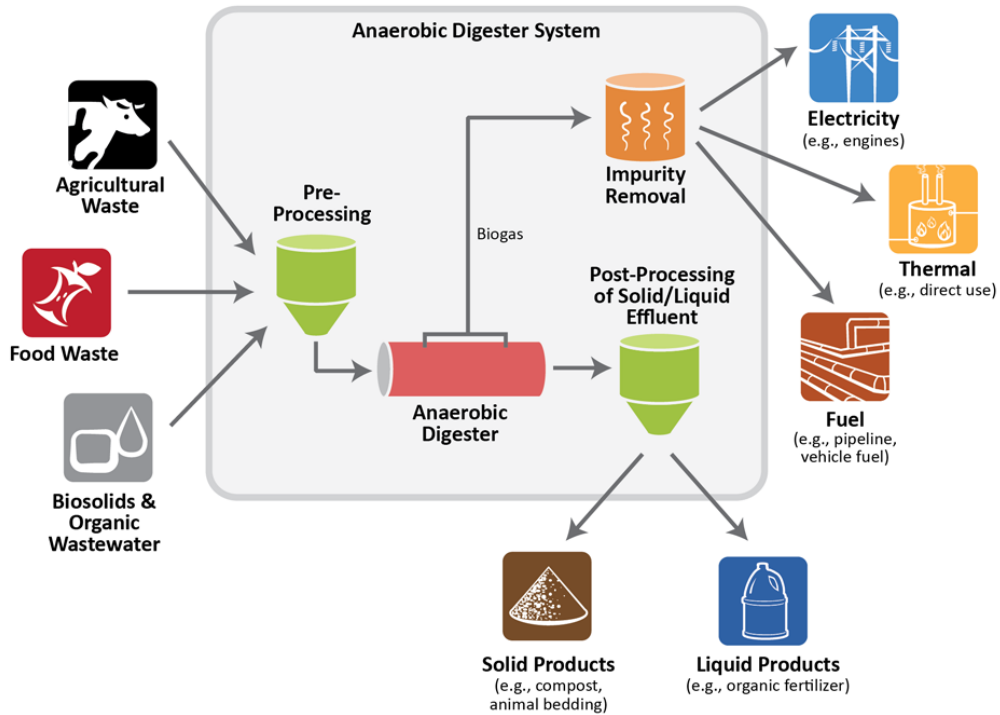 Anaerobic Digester System
Agricultural
Waste
Food Waste
Biosolids &
Organic
Wastewater
Pre-
Processing
Biogas
Anaerobic
Digester
Impurity
Removal
Post-Processing
of Solid/Liquid
Effluent
Electricity
(e.g., engines)
Thermal
(e.g., direct use)
Fuel
(e.g., pipeline,
vehicle fuel)
Solid Products
(e.g., compost,
animal bedding)
Liquid Products
(e.g., organic fertilizer)